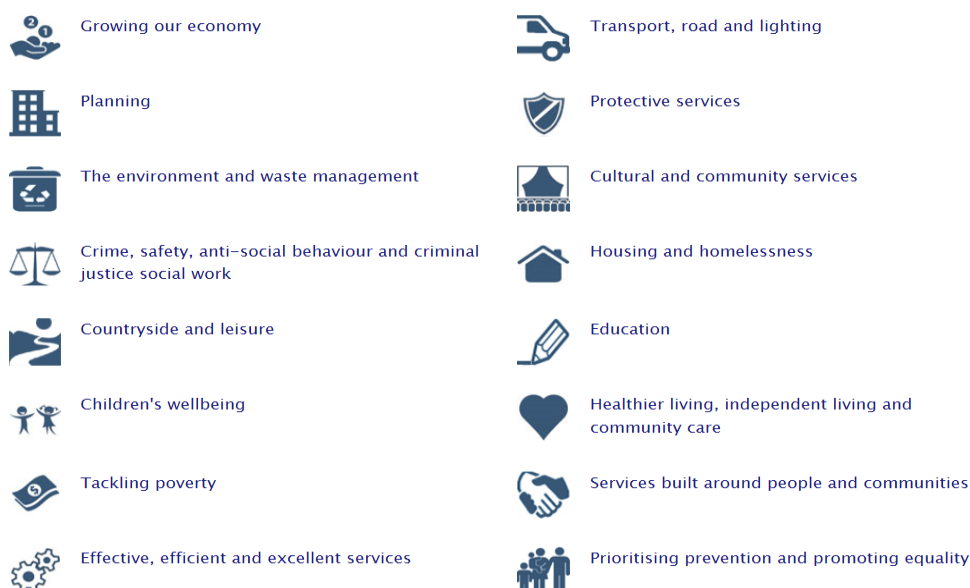 Growing our economy
Transport, road and lighting
Planning
Protective services
The environment and waste management
Cultural and community services
Crime, safety, anti-social behaviour and criminal
justice social work
Housing and homelessness
Countryside and leisure
Education
Children's wellbeing
Healthier living, independent living and
community care
Tackling poverty
Services built around people and communities
Effective, efficient and excellent services
Prioritising prevention and promoting equality